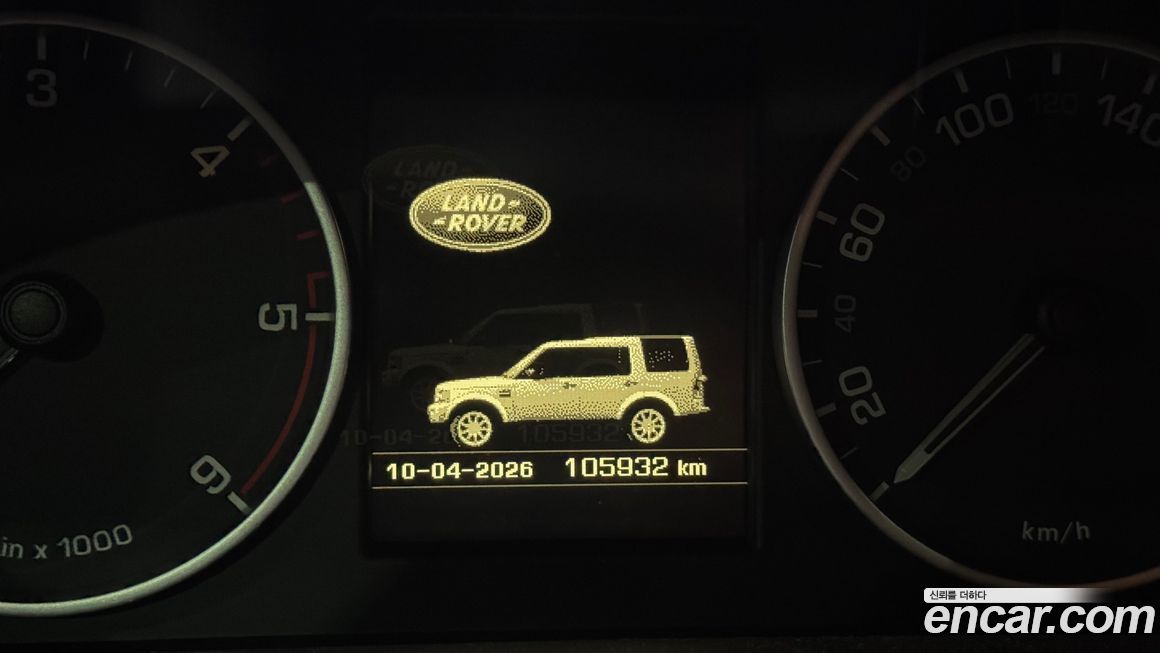 3
4
5
6
in x 1000
LAND
ROVER
10-04-2026 105932 km
20
40
60
80
100
120
140
km/h
신뢰를 더하다
encar.com